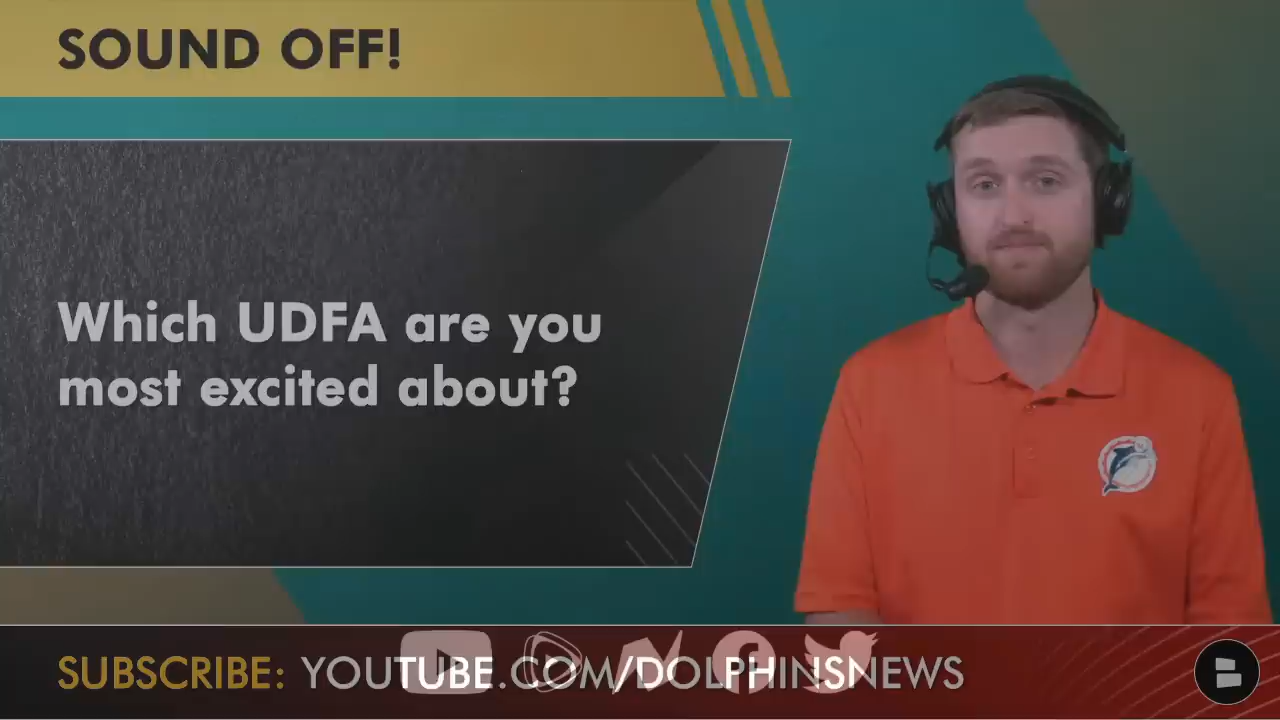 SOUND OFF!
Which UDFA are you
most excited about?
SUBSCRIBE: YOUTUBE.COM/DOLPHINSNEWS